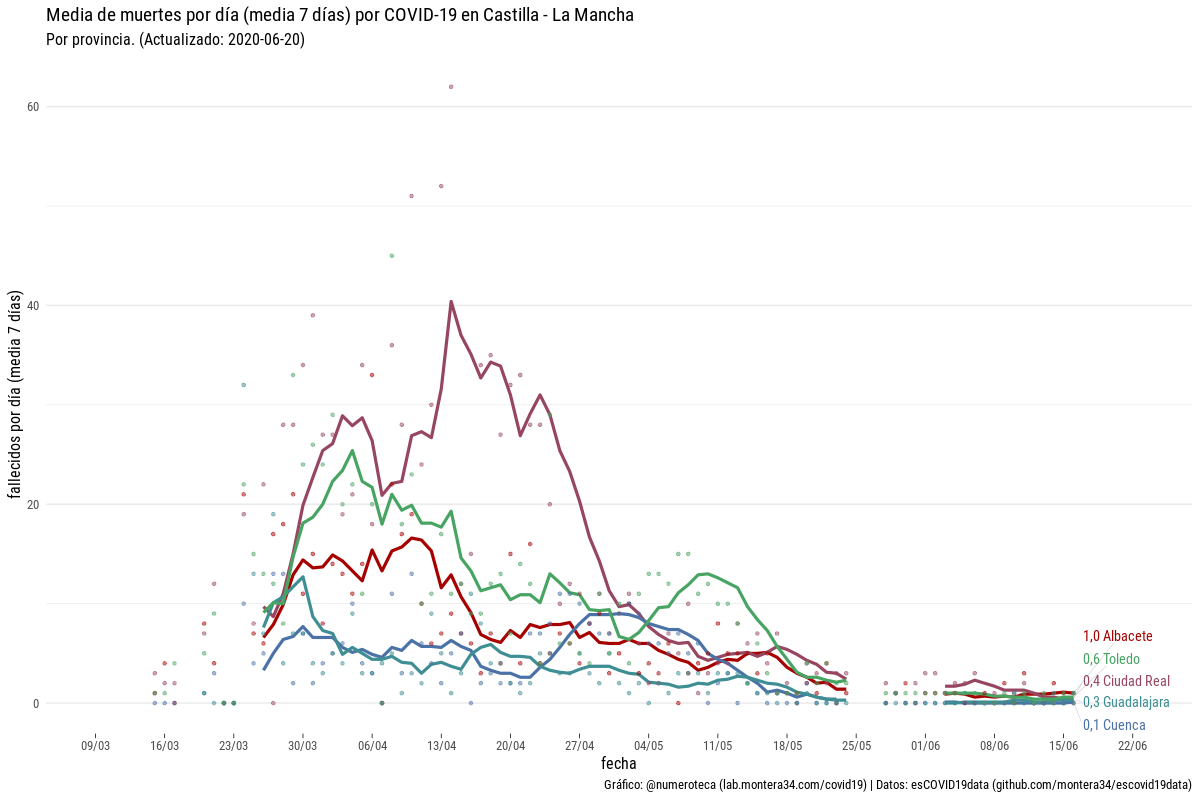 Media de muertes por día (media 7 días) por COVID-19 en Castilla - La Mancha
Por provincia. (Actualizado: 2020-06-20)
fallecidos por día (media 7 días)
60
40
20
0
1,0 Albacete
0,6 Toledo
0,4 Ciudad Real
0,3 Guadalajara
0,1 Cuenca
09/03 16/03 23/03 30/03 06/04 13/04 20/04 27/04 04/05 11/05 18/05 25/05 01/06 08/06 15/06 22/06
fecha
Gráfico: @numeroteca (lab.montera34.com/covid19) | Datos: esCOVID19data (github.com/montera34/escovid19data)